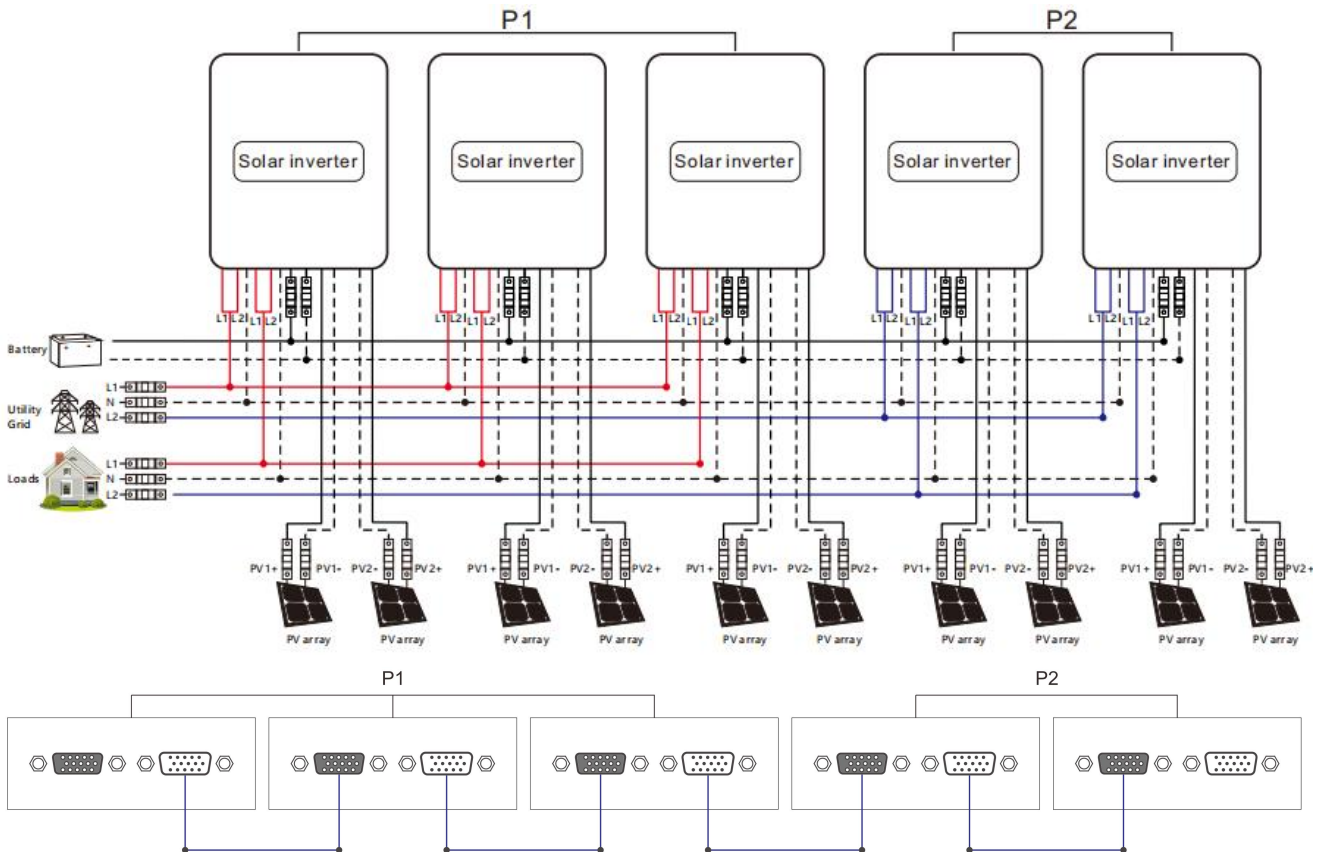 P1 P2
Solar inverter Solar inverter Solar inverter Solar inverter Solar inverter
L1 L2 L1 L2 L1 L2 L1 L2 L1 L2 L1 L2 L1 L2 L1 L2 L1 L2 L1 L2
Battery
L1
N
Utility
Grid
L2
L1
Loads
N
L2
PV1+ PV1- PV2- PV2+ PV1+ PV1- PV2- PV2+ PV1+ PV1- PV2- PV2+ PV1+ PV1- PV2- PV2+ PV1+ PV1- PV2- PV2+
PV array PV array PV array PV array PV array PV array PV array PV array PV array PV array
P1 P2